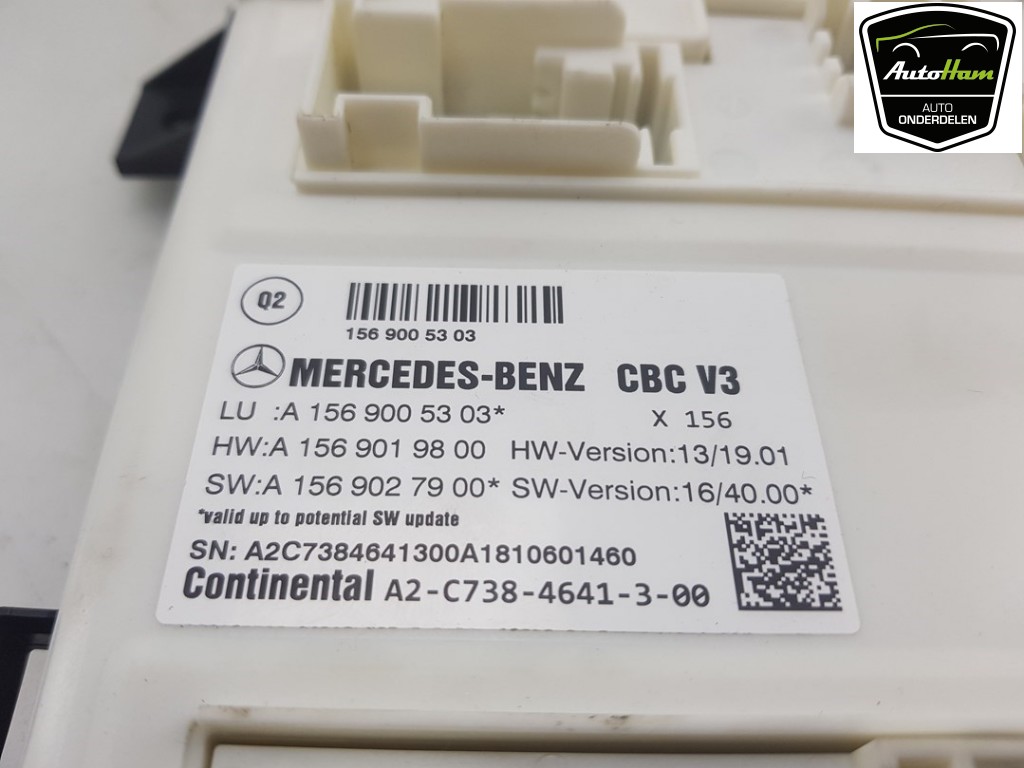 AutoHam
AUTO
ONDERDELEN
Q2
156 900 53 03
MERCEDES-BENZ CBC V3
LU :A 156 900 53 03* X 156
HW:A 156 901 98 00 HW-Version:13/19.01
SW:A 156 902 79 00* SW-Version:16/40.00*
*valid up to potential SW update
SN: A2C7384641300A1810601460
Continental A2-C738-4641-3-00